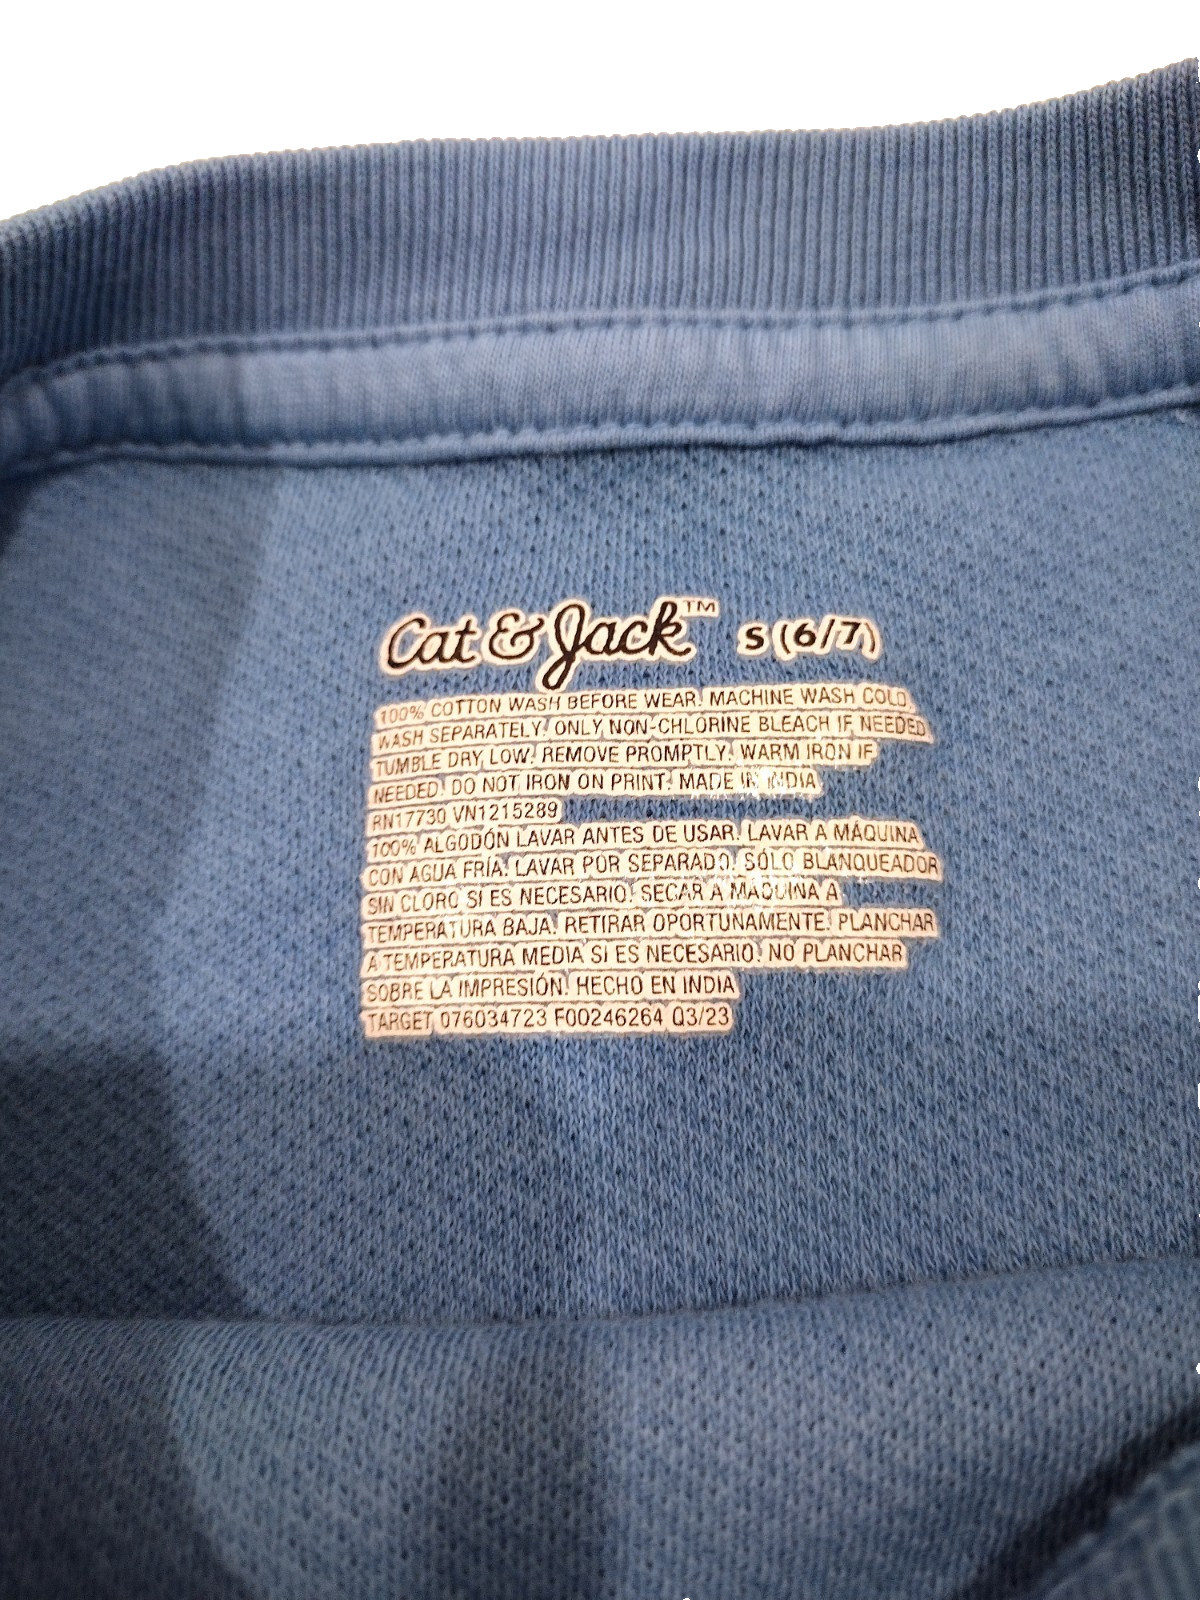 Cat & Jack™ S (6/7)
100% COTTON WASH BEFORE WEAR. MACHINE WASH COLD,
WASH SEPARATELY. ONLY NON-CHLORINE BLEACH IF NEEDED.
TUMBLE DRY, LOW. REMOVE PROMPTLY. WARM IRON IF
NEEDED. DO NOT IRON ON PRINT. MADE IN INDIA
RN17730 VN1215289
100% ALGODÓN LAVAR ANTES DE USAR. LAVAR A MÁQUINA
CON AGUA FRÍA. LAVAR POR SEPARADO. SÓLO BLANQUEADOR
SIN CLORO SI ES NECESARIO. SECAR A MÁQUINA A
TEMPERATURA BAJA. RETIRAR OPORTUNAMENTE. PLANCHAR
A TEMPERATURA MEDIA SI ES NECESARIO. NO PLANCHAR
SOBRE LA IMPRESIÓN. HECHO EN INDIA
TARGET 076034723 F00246264 Q3/23